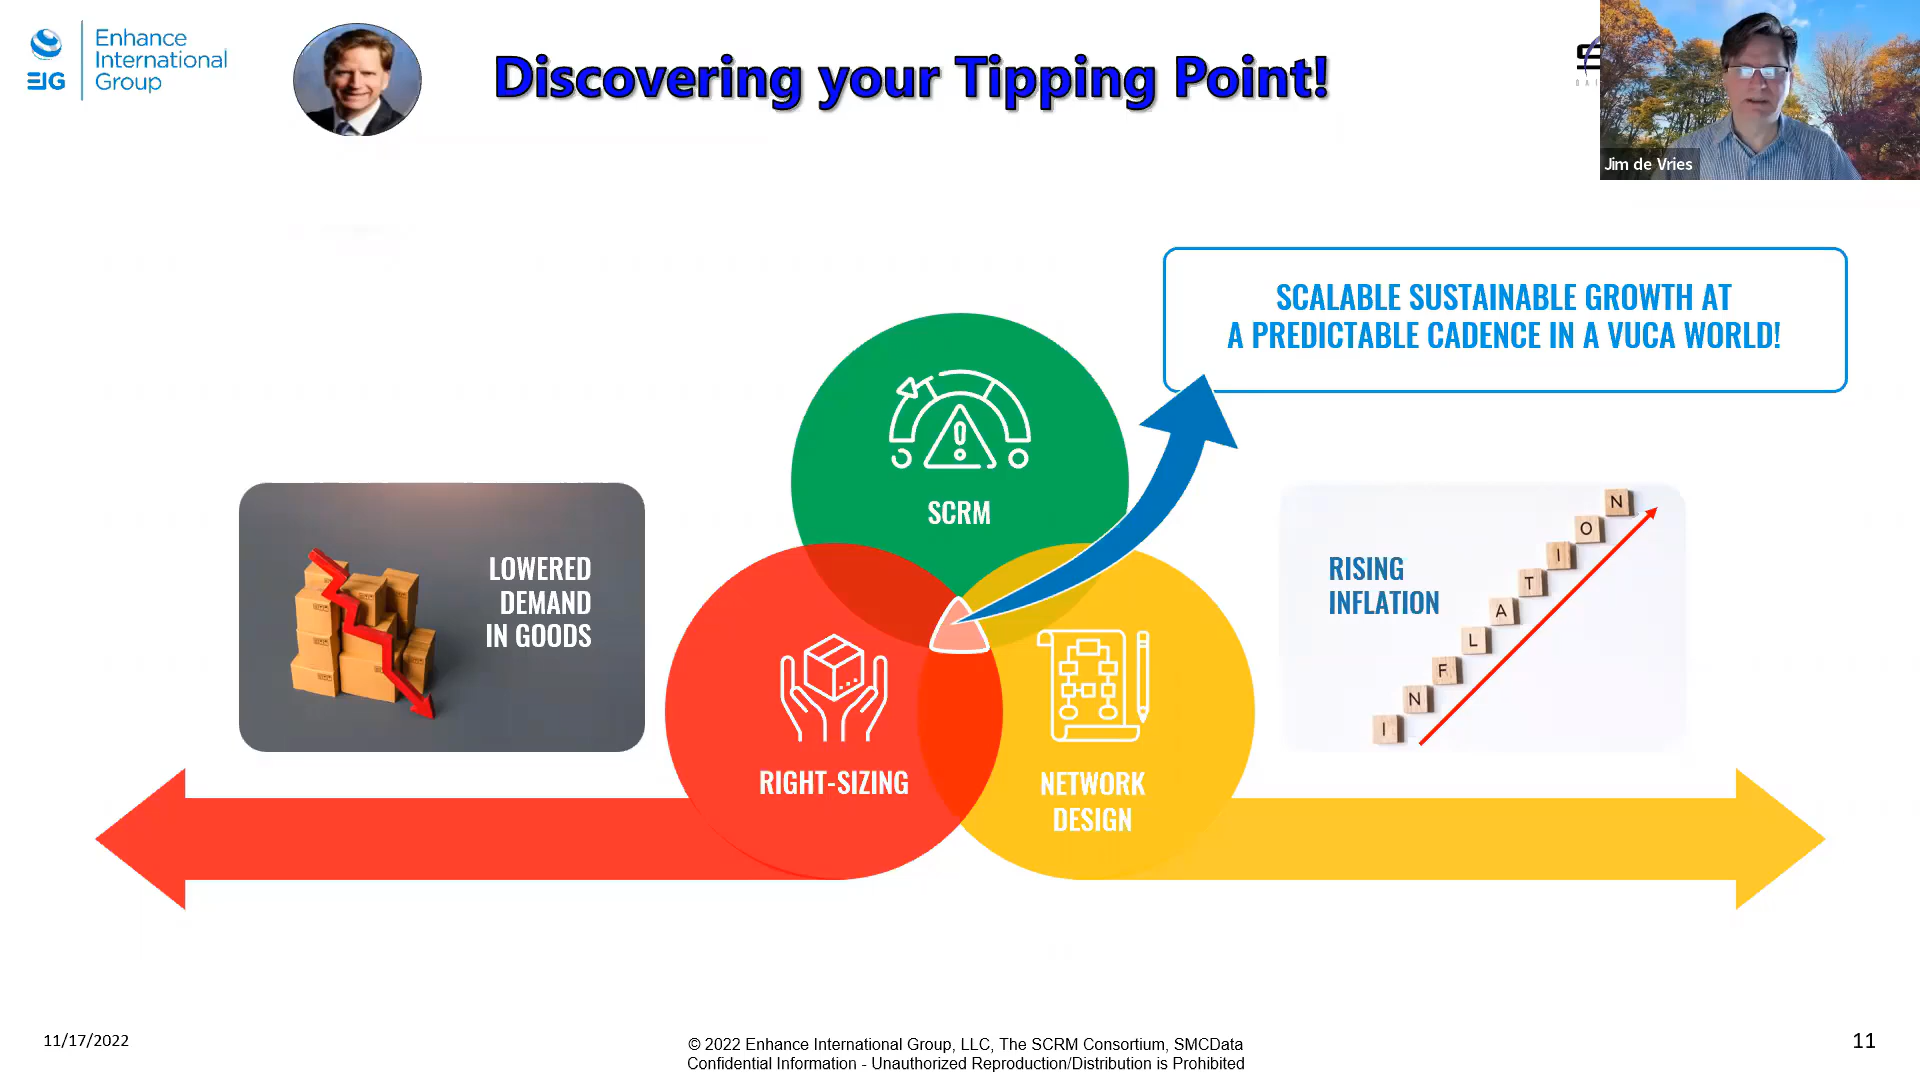 Enhance
International
Group
EIG
Discovering your Tipping Point!
Jim de Vries
SCALABLE SUSTAINABLE GROWTH AT
A PREDICTABLE CADENCE IN A VUCA WORLD!
SCRM
LOWERED
DEMAND
IN GOODS
RISING
INFLATION
I N F L A T I O N
RIGHT-SIZING
NETWORK
DESIGN
11/17/2022
© 2022 Enhance International Group, LLC, The SCRM Consortium, SMCData
Confidential Information - Unauthorized Reproduction/Distribution is Prohibited
11